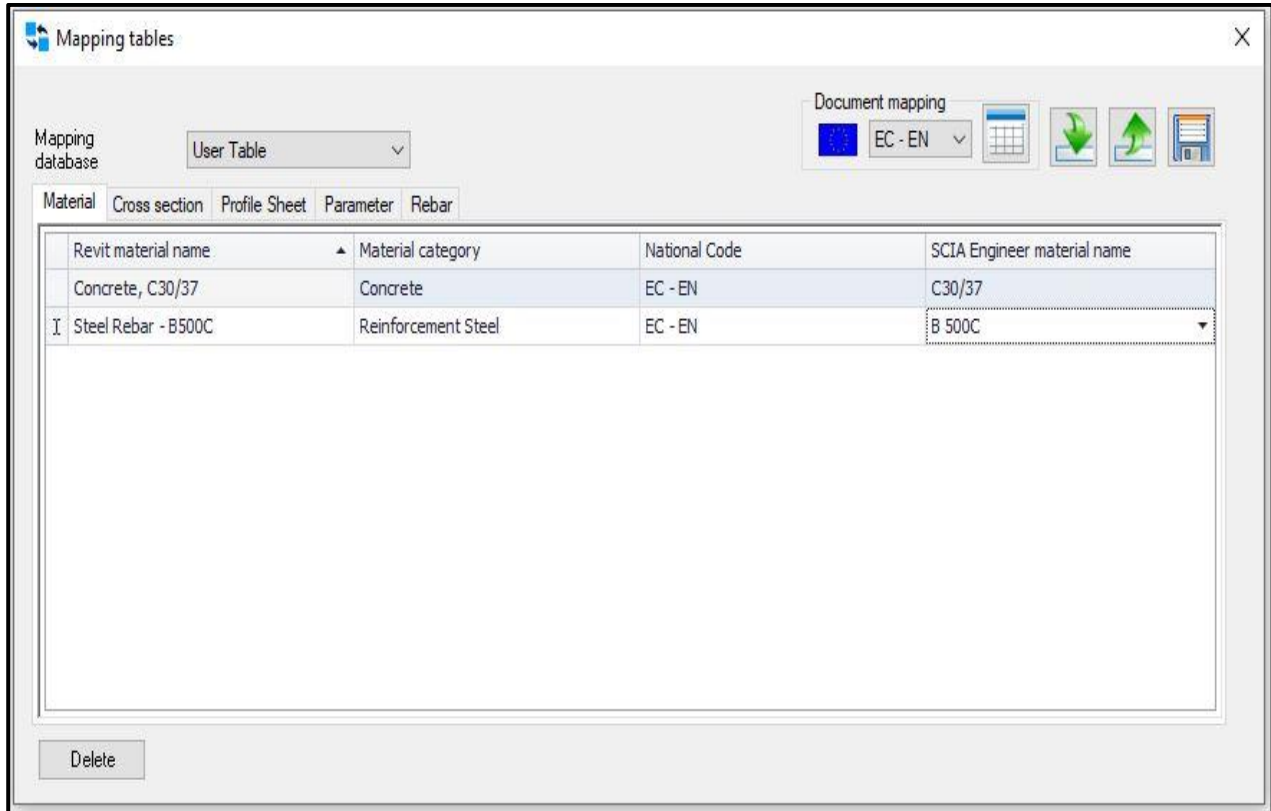 Mapping tables
Document mapping
Mapping
database
User Table
EC - EN
Material Cross section Profile Sheet Parameter Rebar
Revit material name Material category National Code SCIA Engineer material name
Concrete, C30/37 Concrete EC - EN C30/37
Steel Rebar - B500C Reinforcement Steel EC - EN B 500C
Delete